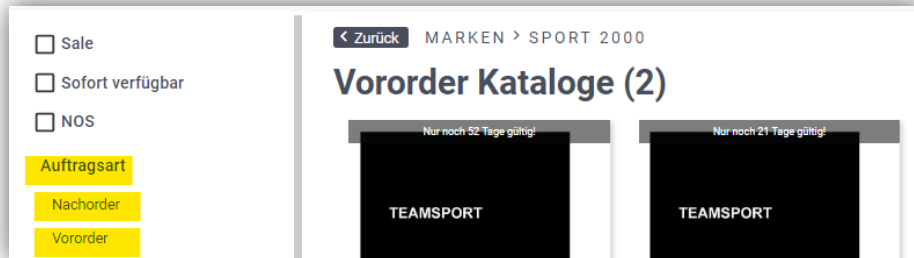 Sale
Sofort verfügbar
NOS
Auftragsart
Nachorder
Vororder
Zurück MARKEN > SPORT 2000
Vororder Kataloge (2)
Nur noch 52 Tage gültig!
TEAMSPORT
Nur noch 21 Tage gültig!
TEAMSPORT